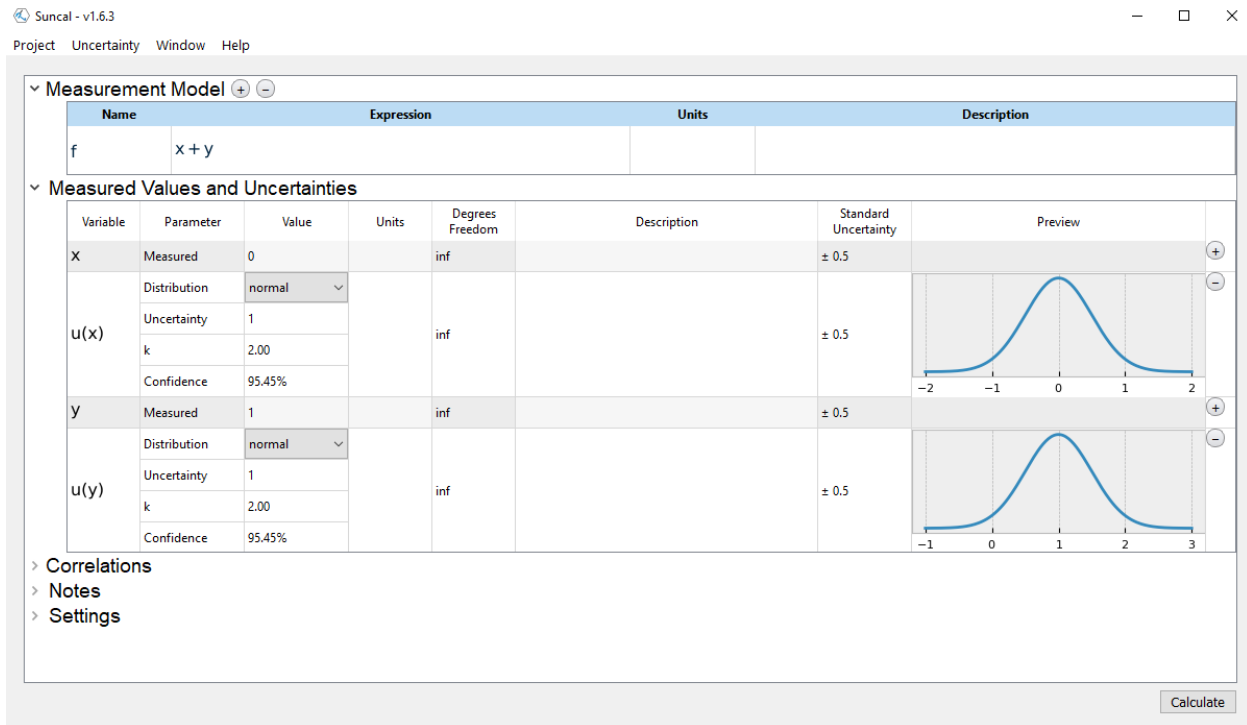 Suncal - v1.6.3
Project Uncertainty Window Help
Measurement Model + −
Name Expression Units Description
f x + y
Measured Values and Uncertainties
Variable Parameter Value Units Degrees Freedom Description Standard Uncertainty Preview
x Measured 0 inf ± 0.5 +
u(x) inf ± 0.5 −
Distribution normal
Uncertainty 1
k 2.00
Confidence 95.45%
−2 −1 0 1 2
y Measured 1 inf ± 0.5 +
u(y) inf ± 0.5 −
Distribution normal
Uncertainty 1
k 2.00
Confidence 95.45%
−1 0 1 2 3
Correlations
Notes
Settings
Calculate